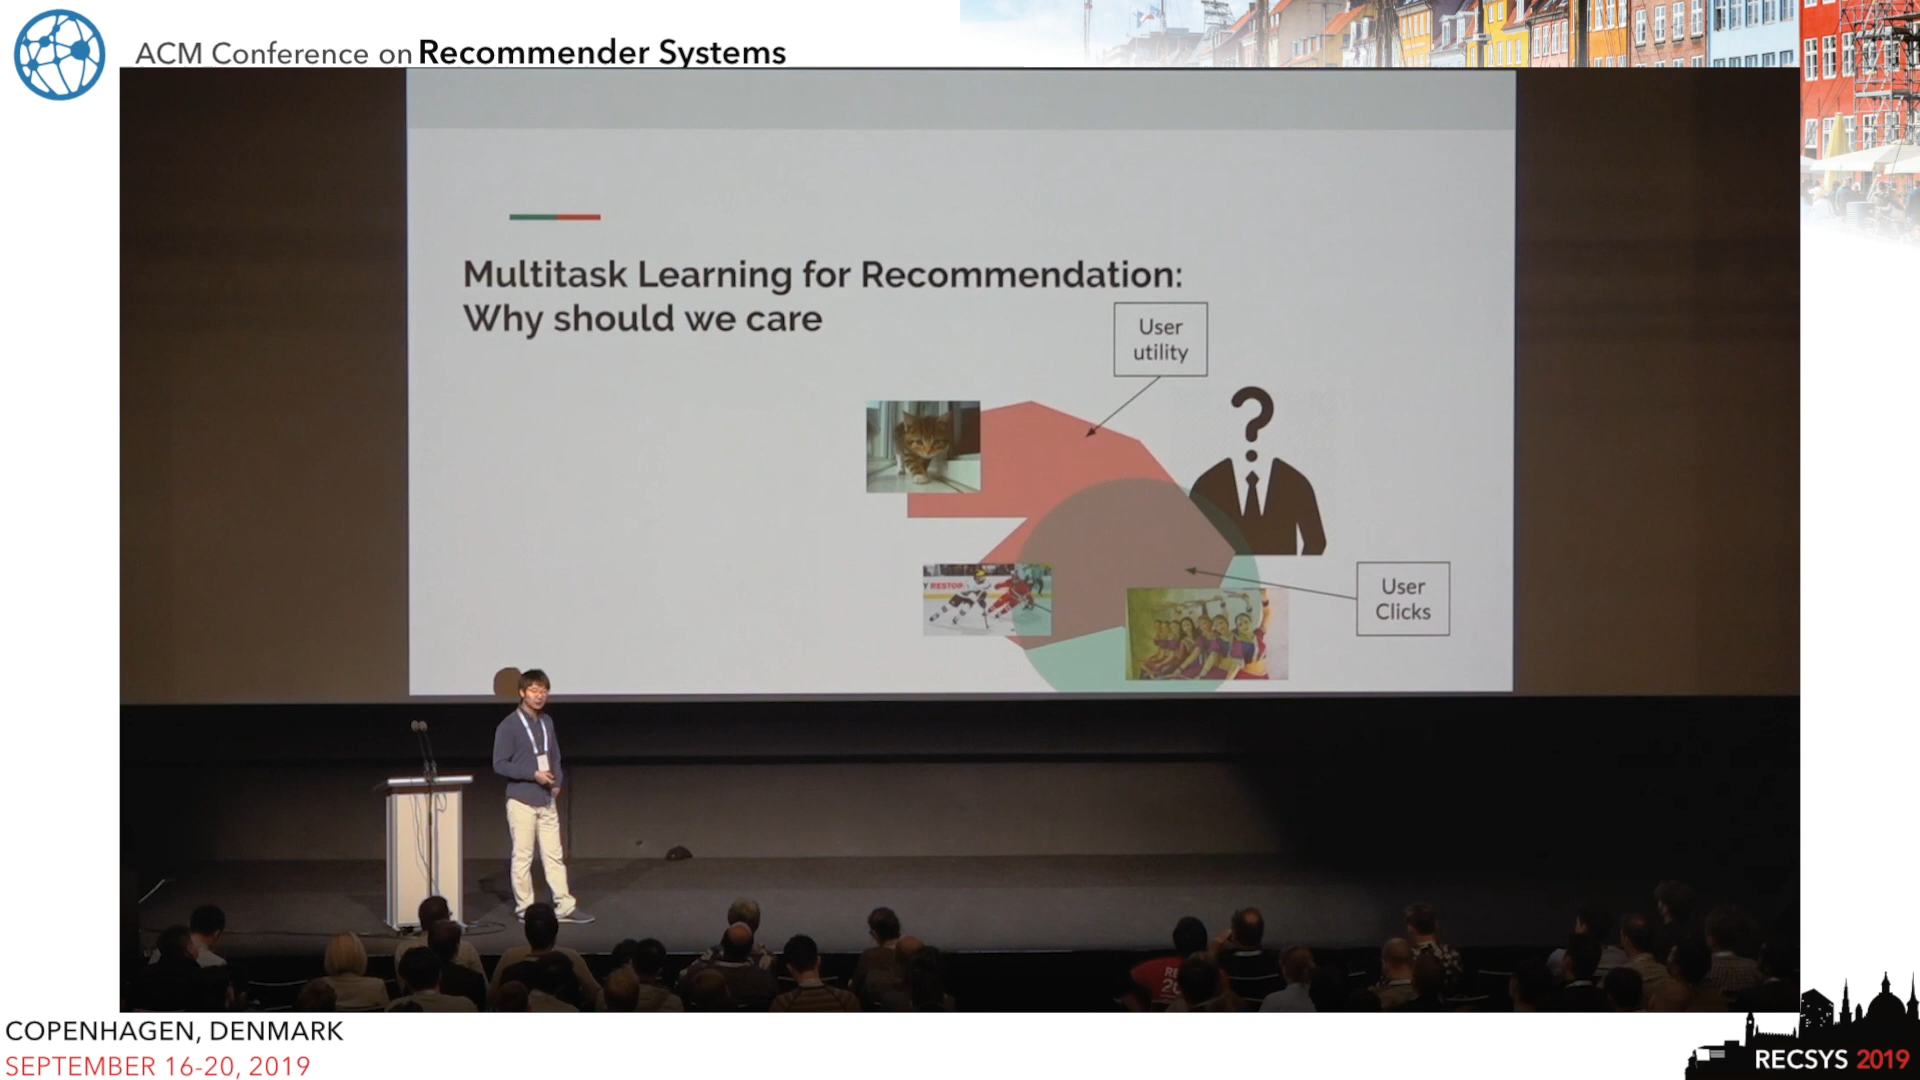 ACM Conference on Recommender Systems
Multitask Learning for Recommendation:
Why should we care
User
utility
?
RESTOP
User
Clicks
COPENHAGEN, DENMARK
SEPTEMBER 16-20, 2019
RECSYS 2019